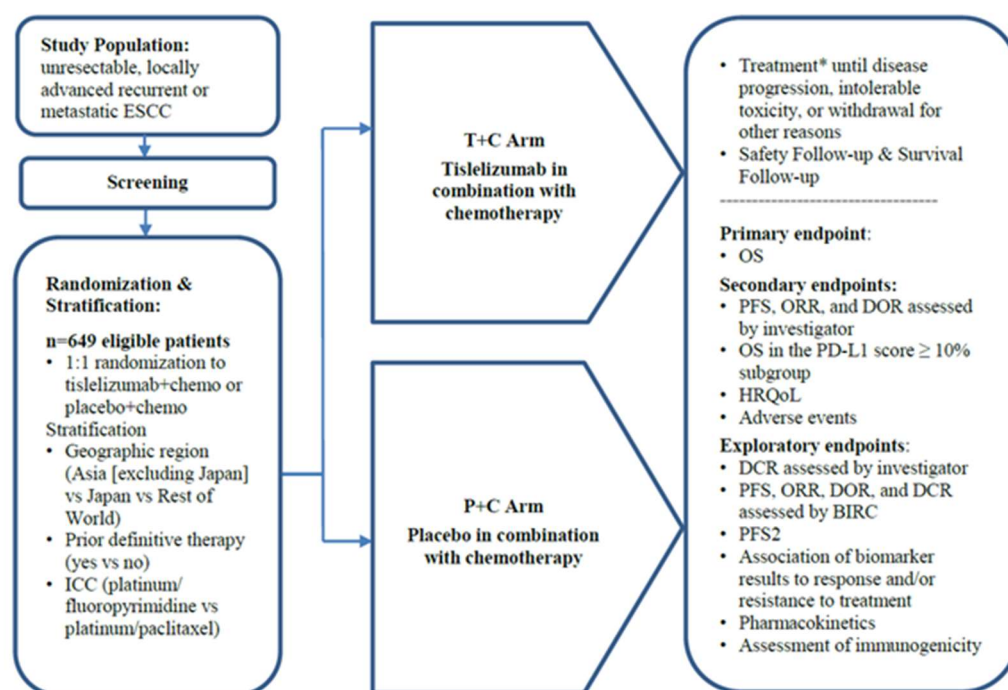 Study Population:
unresectable, locally
advanced recurrent or
metastatic ESCC
Screening
Randomization &
Stratification:
n=649 eligible patients
• 1:1 randomization to
tislelizumab+chemo or
placebo+chemo
Stratification
• Geographic region
(Asia [excluding Japan]
vs Japan vs Rest of
World)
• Prior definitive therapy
(yes vs no)
• ICC (platinum/
fluoropyrimidine vs
platinum/paclitaxel)
T+C Arm
Tislelizumab in
combination with
chemotherapy
P+C Arm
Placebo in combination
with chemotherapy
• Treatment* until disease
progression, intolerable
toxicity, or withdrawal for
other reasons
• Safety Follow-up & Survival
Follow-up
----------------------------------
Primary endpoint:
• OS
Secondary endpoints:
• PFS, ORR, and DOR assessed
by investigator
• OS in the PD-L1 score ≥ 10%
subgroup
• HRQoL
• Adverse events
Exploratory endpoints:
• DCR assessed by investigator
• PFS, ORR, DOR, and DCR
assessed by BIRC
• PFS2
• Association of biomarker
results to response and/or
resistance to treatment
• Pharmacokinetics
• Assessment of immunogenicity